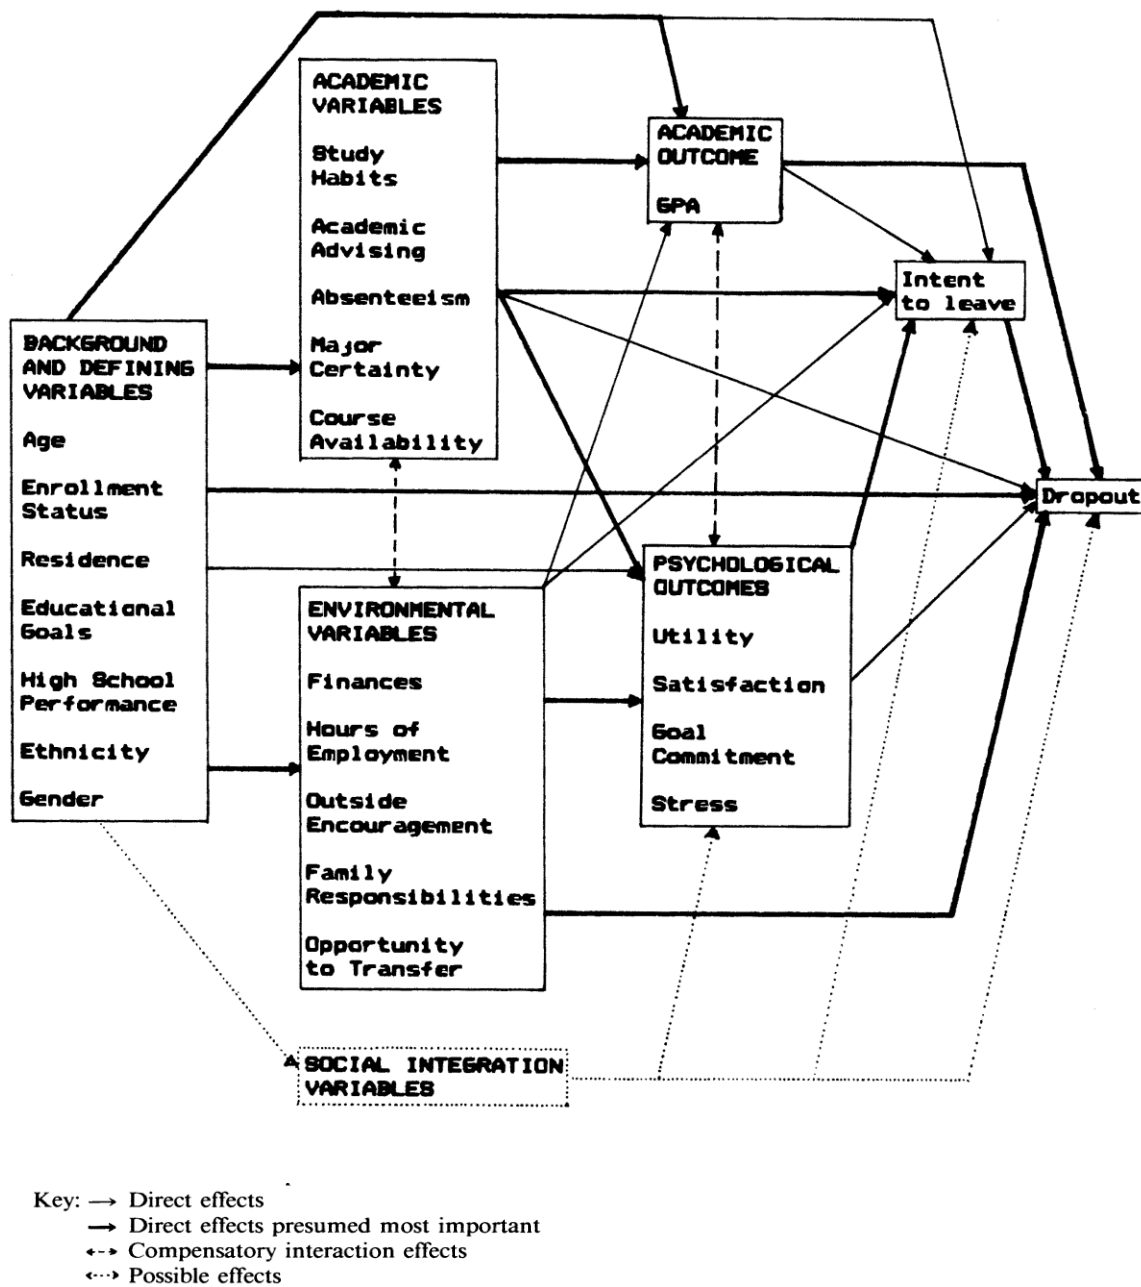 ACADEMIC
VARIABLES
Study
Habits
Academic
Advising
Absenteeism
Major
Certainty
Course
Availability
ACADEMIC
OUTCOME
GPA
Intent
to leave
BACKGROUND
AND DEFINING
VARIABLES
Age
Enrollment
Status
Residence
Educational
Goals
High School
Performance
Ethnicity
Gender
Dropout
ENVIRONMENTAL
VARIABLES
Finances
Hours of
Employment
Outside
Encouragement
Family
Responsibilities
Opportunity
to Transfer
PSYCHOLOGICAL
OUTCOMES
Utility
Satisfaction
Goal
Commitment
Stress
SOCIAL INTEGRATION
VARIABLES
Key: → Direct effects
→ Direct effects presumed most important
←-→ Compensatory interaction effects
←···→ Possible effects